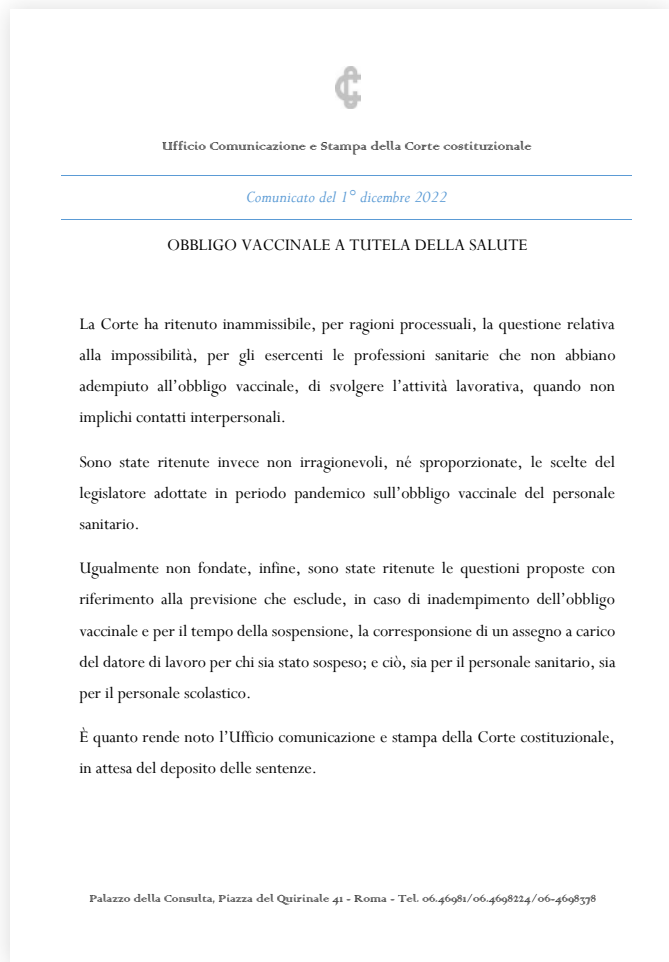 Ufficio Comunicazione e Stampa della Corte costituzionale
Comunicato del 1° dicembre 2022
OBBLIGO VACCINALE A TUTELA DELLA SALUTE
La Corte ha ritenuto inammissibile, per ragioni processuali, la questione relativa
alla impossibilità, per gli esercenti le professioni sanitarie che non abbiano
adempiuto all'obbligo vaccinale, di svolgere l'attività lavorativa, quando non
implichi contatti interpersonali.
Sono state ritenute invece non irragionevoli, né sproporzionate, le scelte del
legislatore adottate in periodo pandemico sull'obbligo vaccinale del personale
sanitario.
Ugualmente non fondate, infine, sono state ritenute le questioni proposte con
riferimento alla previsione che esclude, in caso di inadempimento dell'obbligo
vaccinale e per il tempo della sospensione, la corresponsione di un assegno a carico
del datore di lavoro per chi sia stato sospeso; e ciò, sia per il personale sanitario, sia
per il personale scolastico.
È quanto rende noto l'Ufficio comunicazione e stampa della Corte costituzionale,
in attesa del deposito delle sentenze.
Palazzo della Consulta, Piazza del Quirinale 41 - Roma - Tel. 06.46981/06.4698224/06-4698378